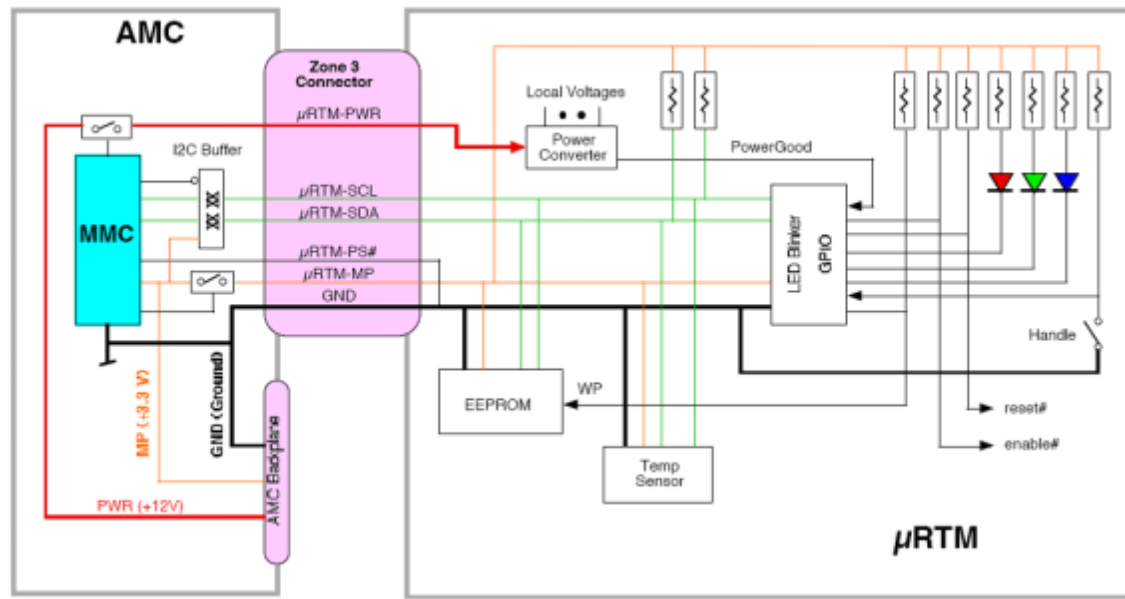 AMC
Zone 3
Connector
µRTM-PWR
Local Voltages
Power
Converter
PowerGood
I2C Buffer
MMC
µRTM-SCL
µRTM-SDA
µRTM-PS#
µRTM-MP
GND
LED Blinker
GPIO
Handle
MP (+3.3 V)
GND (Ground)
AMC Backplane
PWR (+12V)
EEPROM
WP
Temp
Sensor
reset#
enable#
µRTM